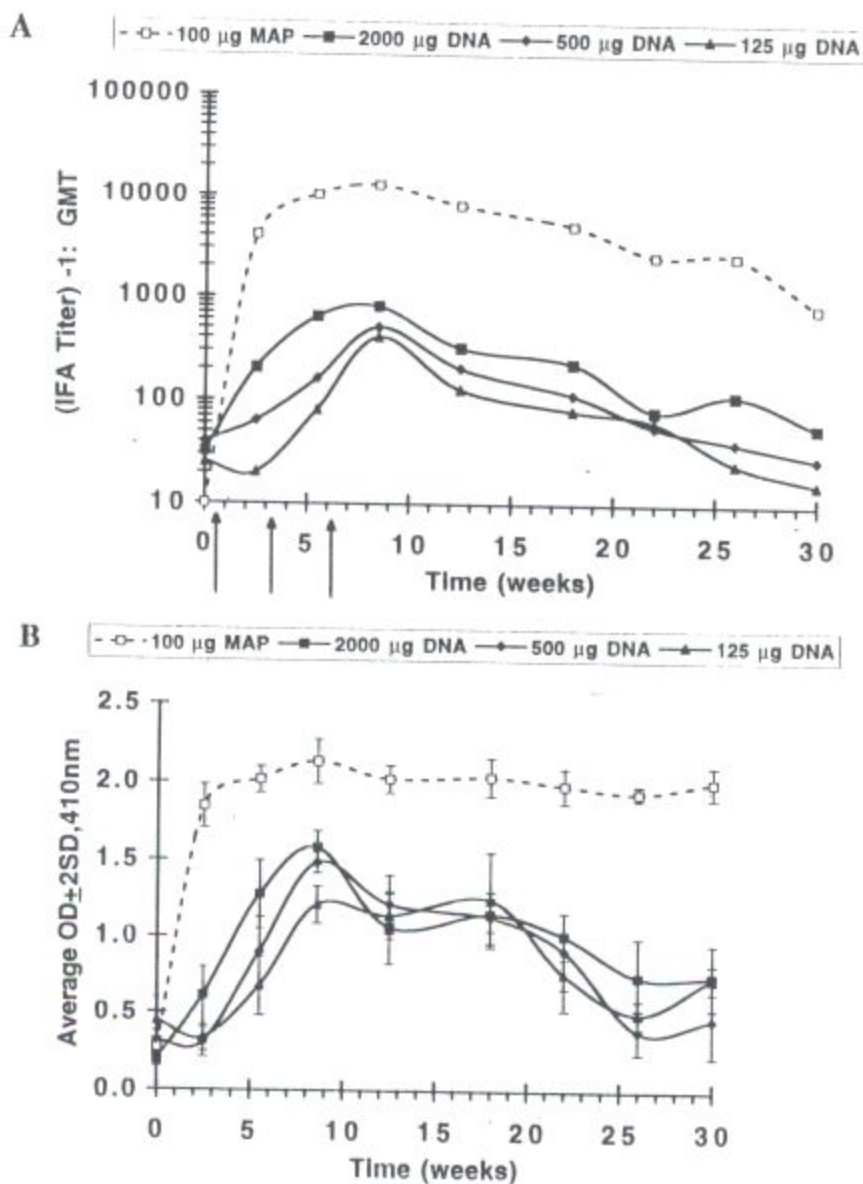 A
-100 µg MAP 2000 µg DNA 500 µg DNA 125 µg DNA
100000
10000
1000
100
10
(IFA Titer) -1: GMT
0 5 10 15 20 25 30
Time (weeks)
B
-100 µg MAP 2000 µg DNA 500 µg DNA 125 µg DNA
2.5
2.0
1.5
1.0
0.5
0.0
Average OD±2SD,410nm
0 5 10 15 20 25 30
Time (weeks)